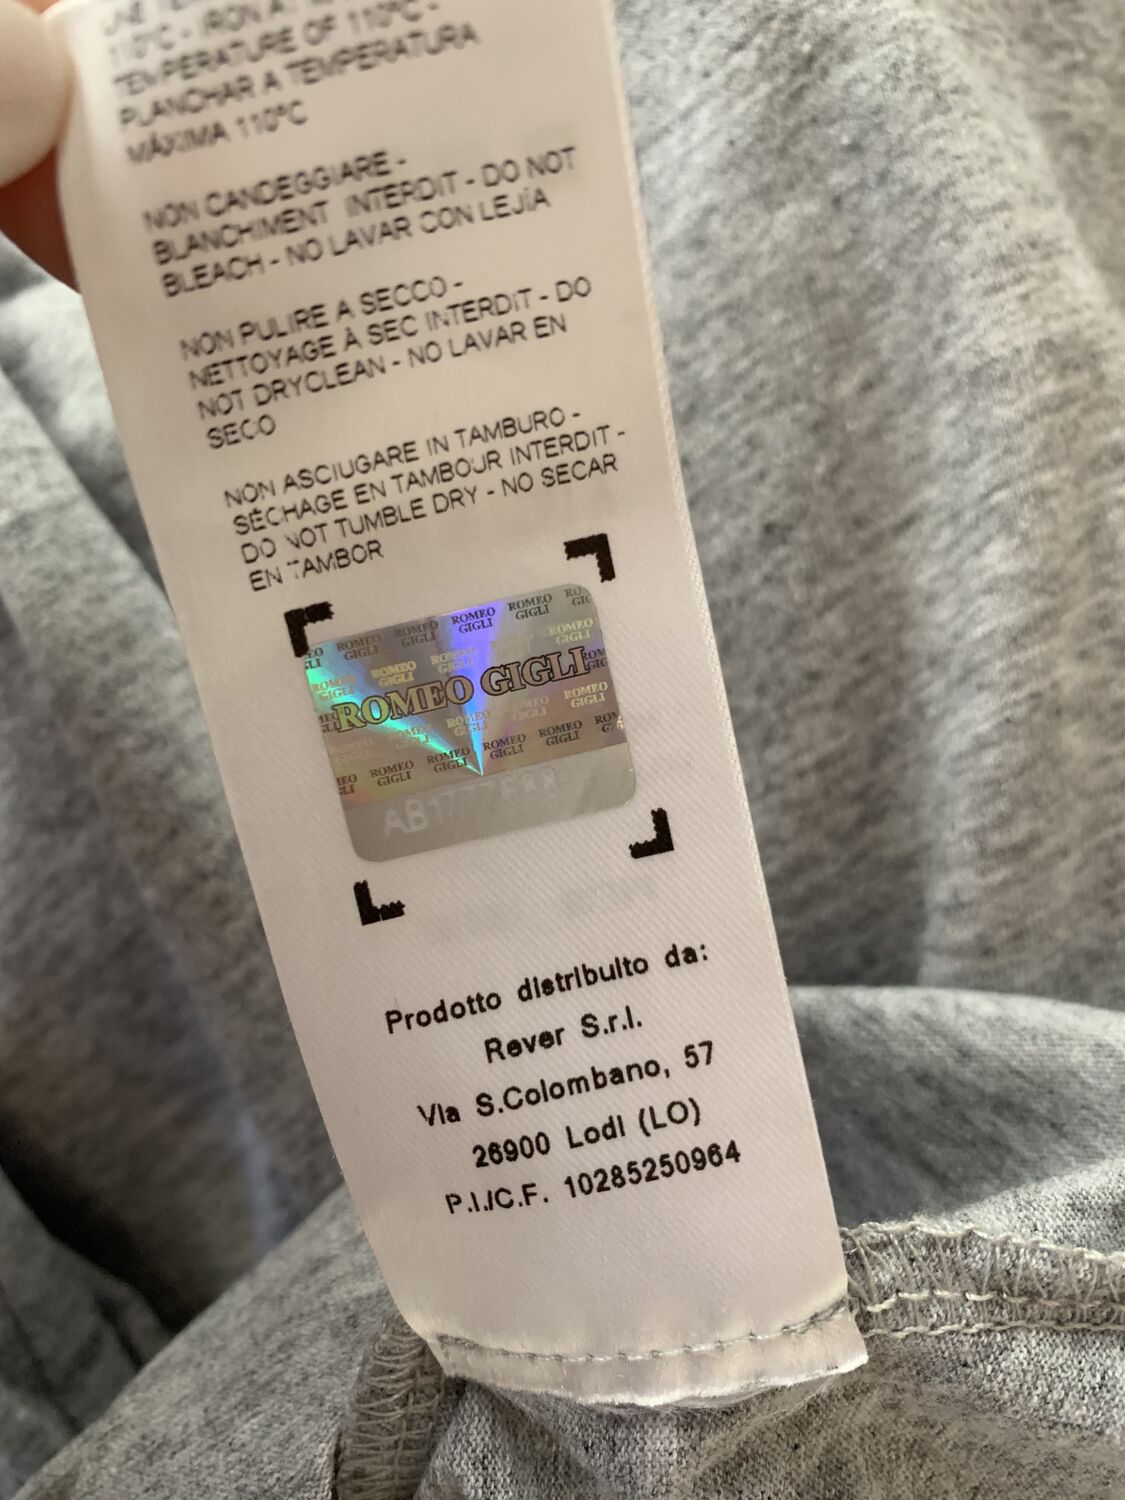 110°C - IRON AT
TEMPERATURE OF 110°C -
PLANCHAR A TEMPERATURA
MÁXIMA 110°C
NON CANDEGGIARE -
BLANCHIMENT INTERDIT - DO NOT
BLEACH - NO LAVAR CON LEJÍA
NON PULIRE A SECCO -
NETTOYAGE À SEC INTERDIT - DO
NOT DRYCLEAN - NO LAVAR EN
SECO
NON ASCIUGARE IN TAMBURO -
SÉCHAGE EN TAMBOUR INTERDIT -
DO NOT TUMBLE DRY - NO SECAR
EN TAMBOR
ROMEO GIGLI
Prodotto distribuito da:
Rever S.r.l.
Via S.Colombano, 57
26900 Lodi (LO)
P.I./C.F. 10285250964